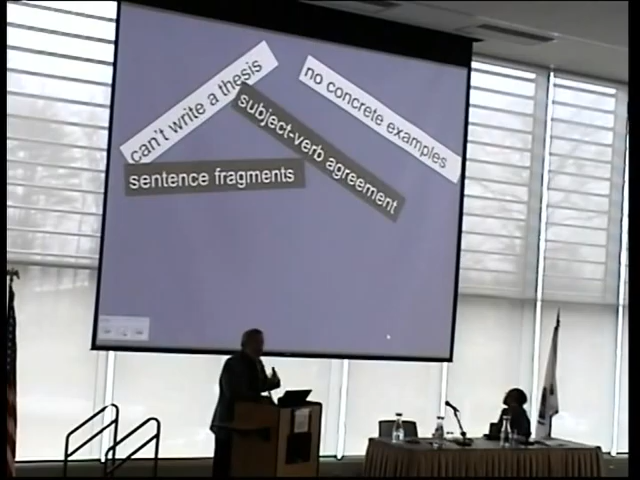 can't write a thesis
no concrete examples
subject-verb agreement
sentence fragments